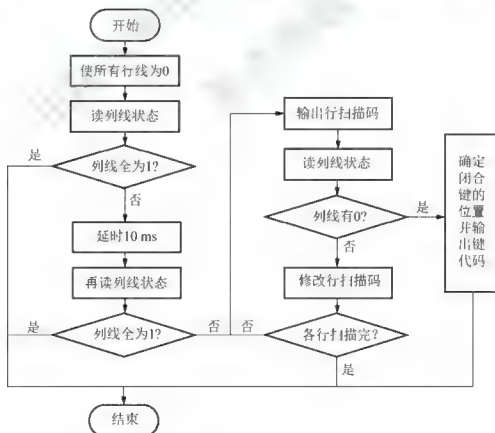 开始
使所有行线为0
读列线状态
是
列线全为1?
否
延时10 ms
再读列线状态
是
列线全为1?
否
输出行扫描码
读列线状态
列线有0?
是
否
修改行扫描码
否
各行扫描完?
是
确定
闭合
键的
位置
并输
出键
代码
结束